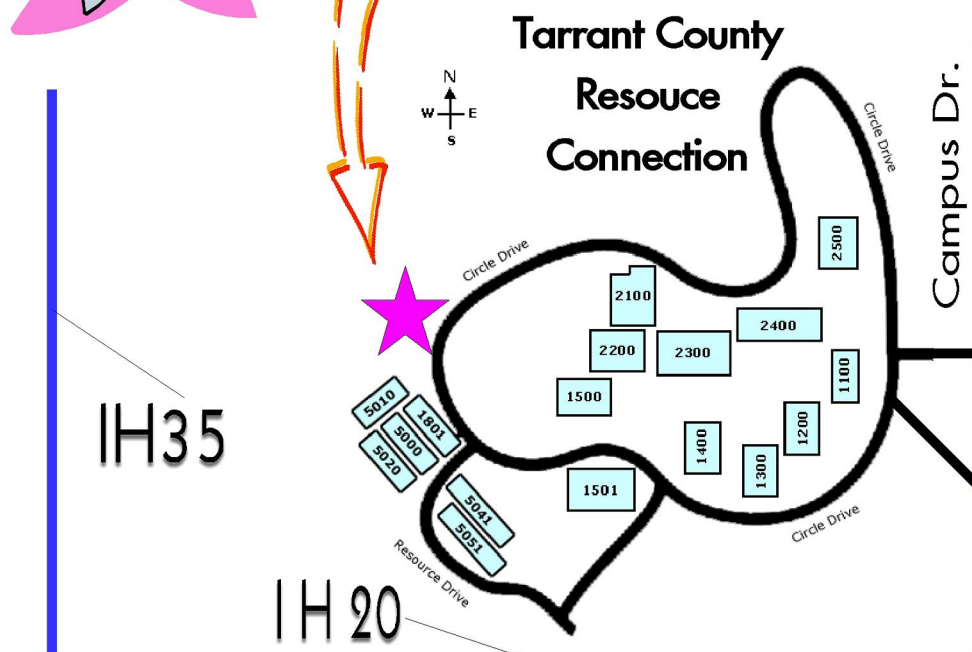 Tarrant County
Resouce
Connection
N
W E
S
Campus Dr.
Circle Drive
Circle Drive
2500
2100
2400
2200
2300
1100
1500
5010
1801
5000
5020
1200
1400
1300
1501
5041
5051
Circle Drive
Resource Drive
IH35
IH 20